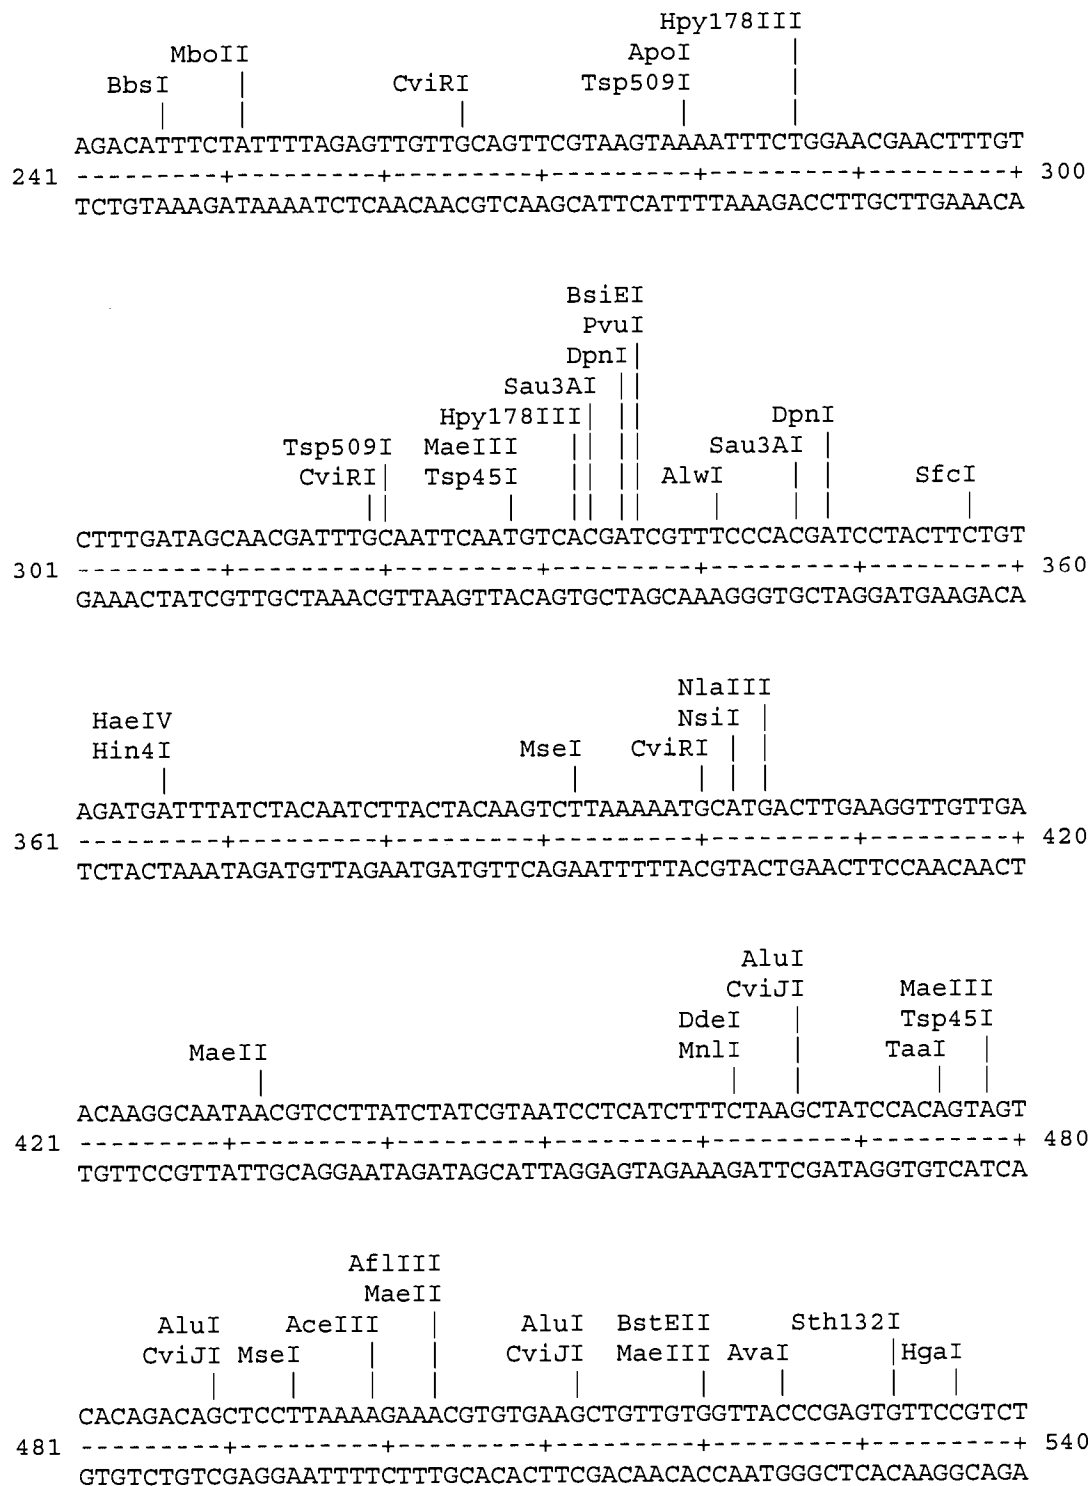 Hpy178III
MboII ApoI |
BbsI | CviRI Tsp509I |
| | | | |
AGACATTTCTATTTTAGAGTTGTTGCAGTTCGTAAGTAAAATTTCTGGAACGAACTTTGT
241 ---------+---------+---------+---------+---------+---------+ 300
TCTGTAAAGATAAAATCTCAACAACGTCAAGCATTCATTTTAAAGACCTTGCTTGAAACA
BsiEI
PvuI
DpnI|
Sau3AI ||
Hpy178III| || DpnI
Tsp509I MaeIII || || Sau3AI |
CviRI| Tsp45I || || AlwI | | SfcI
|| | || || | | | |
CTTTGATAGCAACGATTTGCAATTCAATGTCACGATCGTTTCCCACGATCCTACTTCTGT
301 ---------+---------+---------+---------+---------+---------+ 360
GAAACTATCGTTGCTAAACGTTAAGTTACAGTGCTAGCAAAGGGTGCTAGGATGAAGACA
NlaIII
HaeIV NsiI |
Hin4I MseI CviRI | |
| | | | |
AGATGATTTATCTACAATCTTACTACAAGTCTTAAAAATGCATGACTTGAAGGTTGTTGA
361 ---------+---------+---------+---------+---------+---------+ 420
TCTACTAAATAGATGTTAGAATGATGTTCAGAATTTTTACGTACTGAACTTCCAACAACT
AluI
CviJI MaeIII
DdeI | Tsp45I
MaeII MnlI | TaaI |
| | | | |
ACAAGGCAATAACGTCCTTATCTATCGTAATCCTCATCTTTCTAAGCTATCCACAGTAGT
421 ---------+---------+---------+---------+---------+---------+ 480
TGTTCCGTTATTGCAGGAATAGATAGCATTAGGAGTAGAAAGATTCGATAGGTGTCATCA
AflIII
MaeII
AluI AceIII | AluI BstEII Sth132I
CviJI MseI | | CviJI MaeIII AvaI |HgaI
| | | | | | | | |
CACAGACAGCTCCTTAAAAGAAACGTGTGAAGCTGTTGTGGTTACCCGAGTGTTCCGTCT
481 ---------+---------+---------+---------+---------+---------+ 540
GTGTCTGTCGAGGAATTTTCTTTGCACACTTCGACAACACCAATGGGCTCACAAGGCAGA